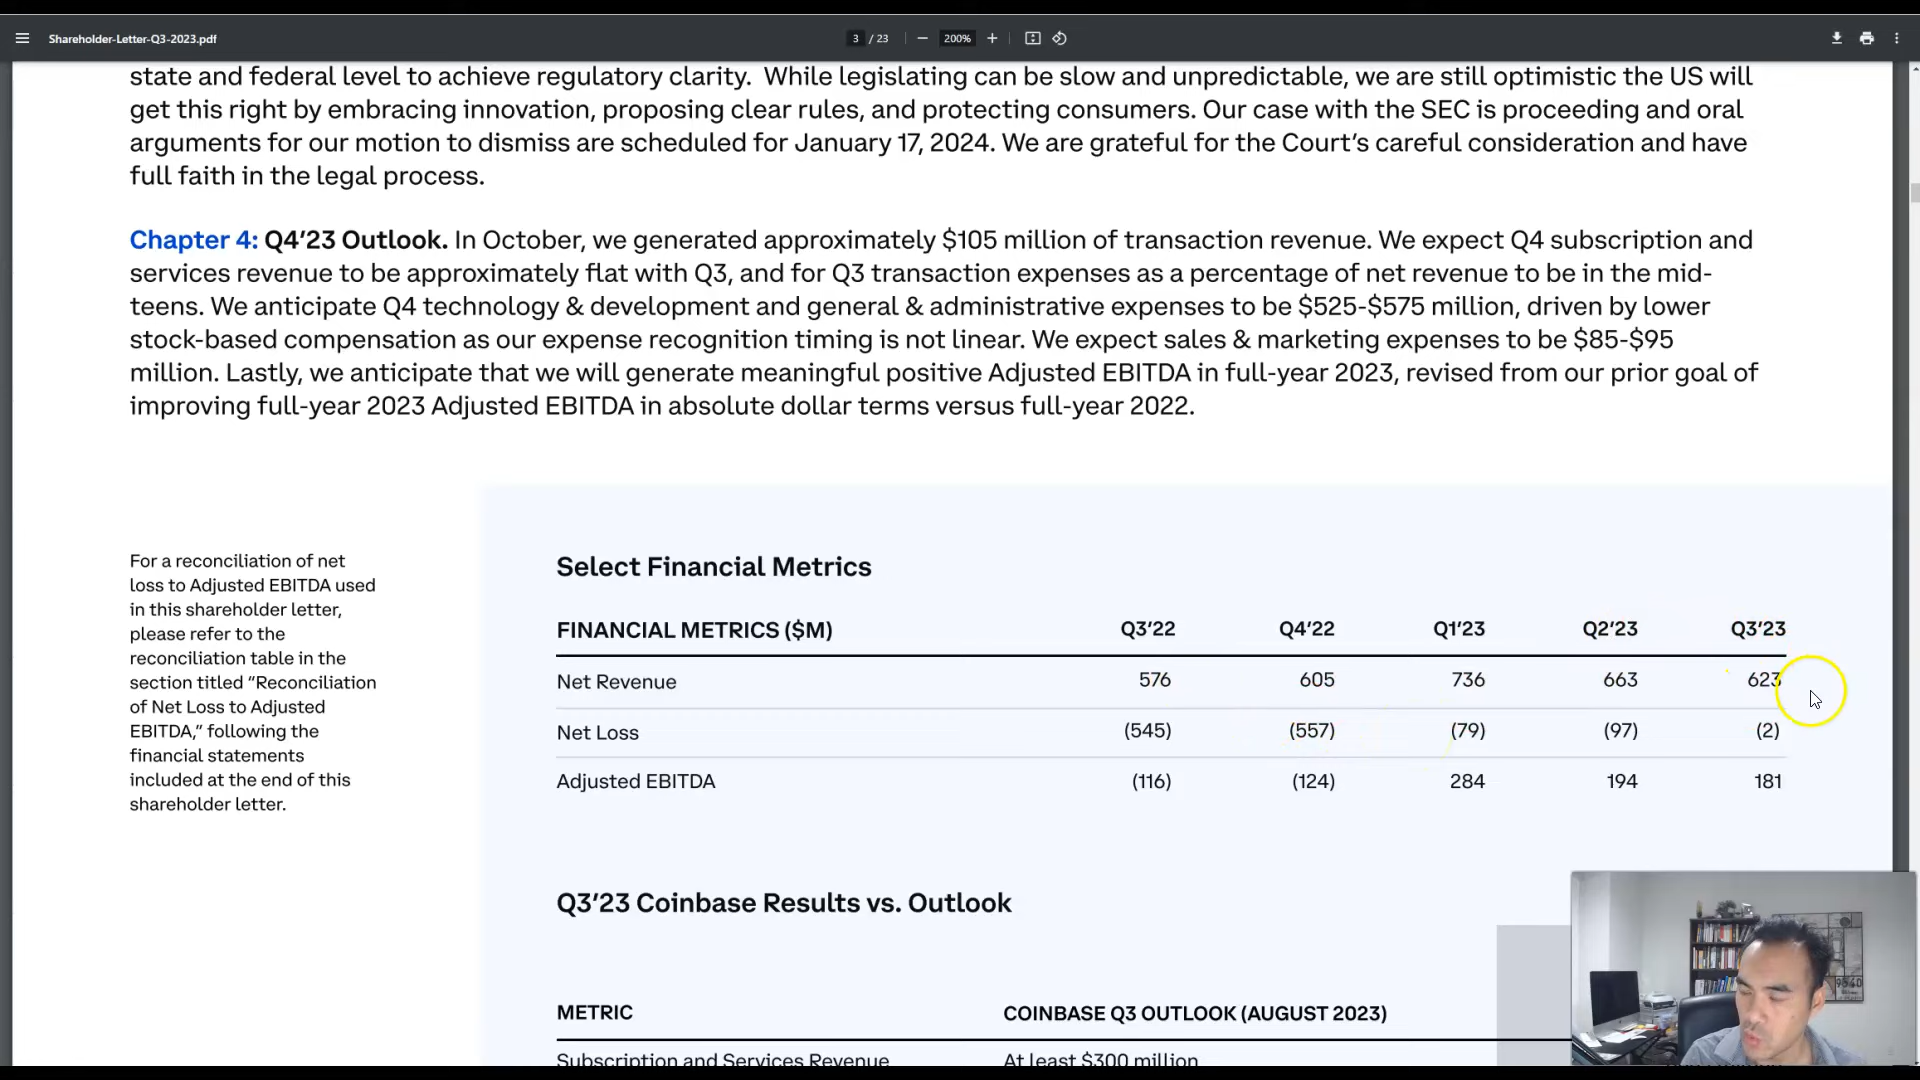 Shareholder-Letter-Q3-2023.pdf
3 / 23
200%
state and federal level to achieve regulatory clarity.  While legislating can be slow and unpredictable, we are still optimistic the US will
get this right by embracing innovation, proposing clear rules, and protecting consumers. Our case with the SEC is proceeding and oral
arguments for our motion to dismiss are scheduled for January 17, 2024. We are grateful for the Court’s careful consideration and have
full faith in the legal process.
Chapter 4: Q4’23 Outlook. In October, we generated approximately $105 million of transaction revenue. We expect Q4 subscription and
services revenue to be approximately flat with Q3, and for Q3 transaction expenses as a percentage of net revenue to be in the mid-
teens. We anticipate Q4 technology & development and general & administrative expenses to be $525-$575 million, driven by lower
stock-based compensation as our expense recognition timing is not linear. We expect sales & marketing expenses to be $85-$95
million. Lastly, we anticipate that we will generate meaningful positive Adjusted EBITDA in full-year 2023, revised from our prior goal of
improving full-year 2023 Adjusted EBITDA in absolute dollar terms versus full-year 2022.
For a reconciliation of net
loss to Adjusted EBITDA used
in this shareholder letter,
please refer to the
reconciliation table in the
section titled “Reconciliation
of Net Loss to Adjusted
EBITDA,” following the
financial statements
included at the end of this
shareholder letter.
Select Financial Metrics
FINANCIAL METRICS ($M) Q3’22 Q4’22 Q1’23 Q2’23 Q3’23
Net Revenue 576 605 736 663 623
Net Loss (545) (557) (79) (97) (2)
Adjusted EBITDA (116) (124) 284 194 181
Q3’23 Coinbase Results vs. Outlook
METRIC COINBASE Q3 OUTLOOK (AUGUST 2023)
Subscription and Services Revenue At least $300 million